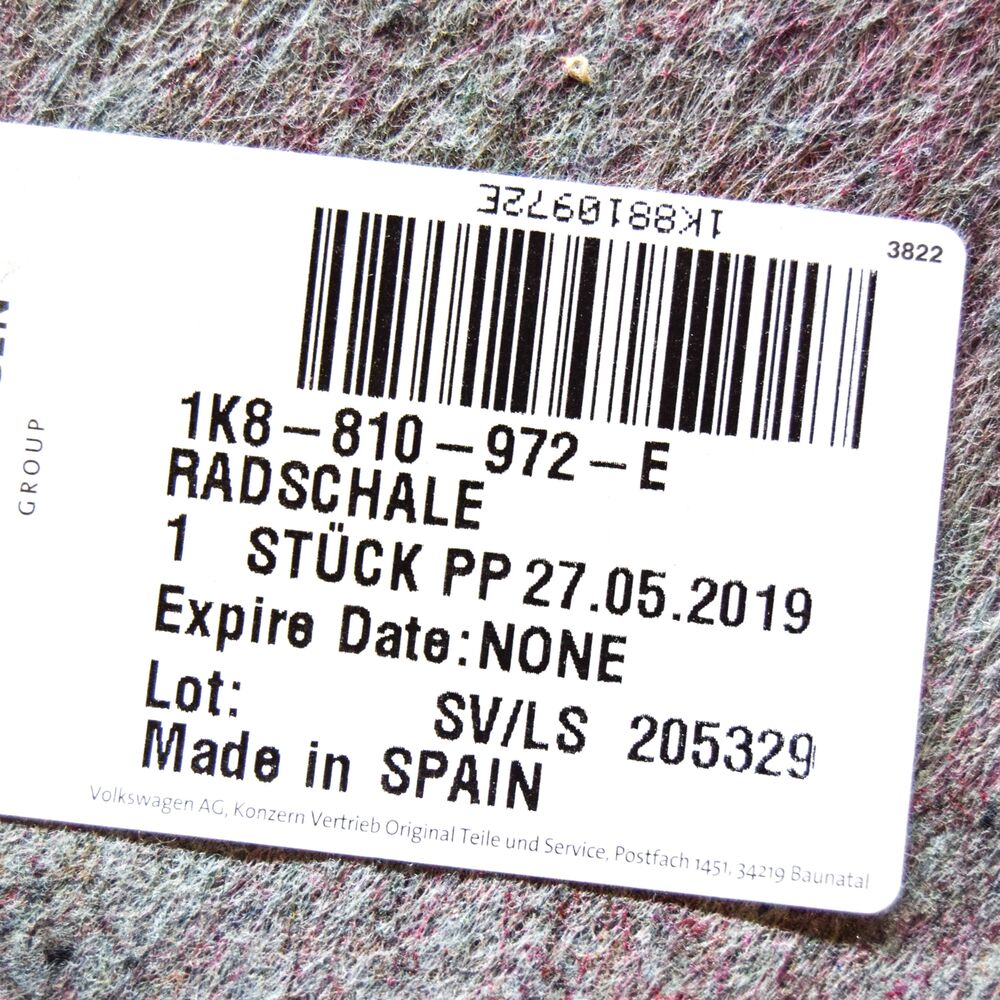 1K8810972E
3822
1K8-810-972-E
RADSCHALE
1 STÜCK PP 27.05.2019
Expire Date:NONE
Lot: SV/LS 205329
Made in SPAIN
Volkswagen AG, Konzern Vertrieb Original Teile und Service, Postfach 1451, 34219 Baunatal
GROUP